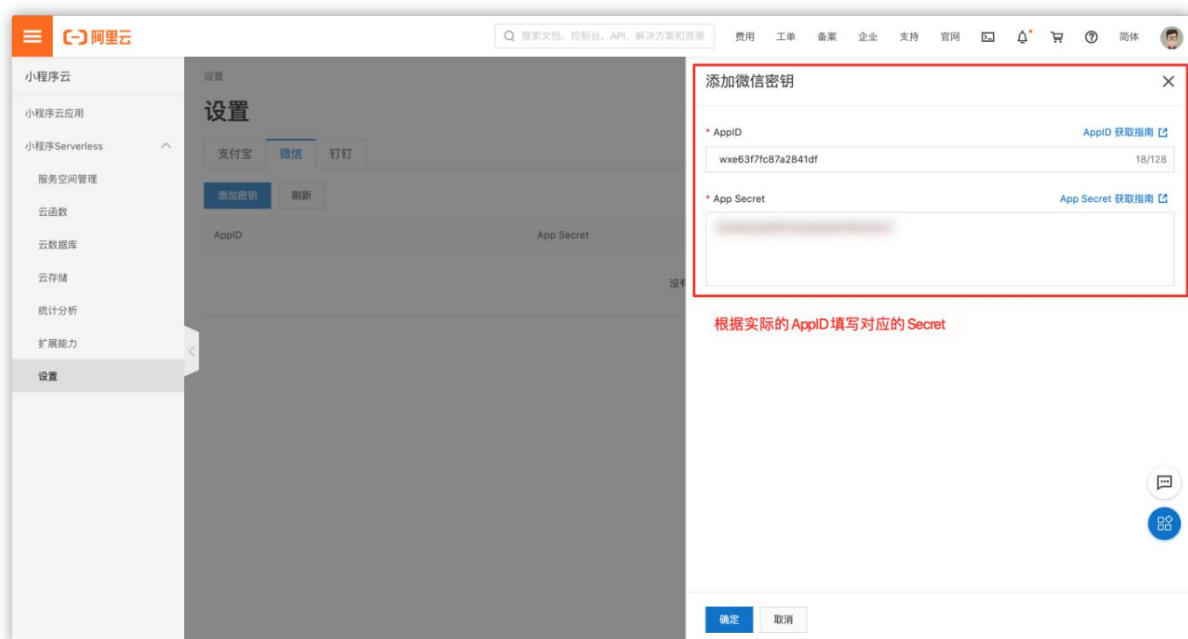 阿里云
搜索文档、控制台、API、解决方案和资源
费用 工单 备案 企业 支持 官网 简体
小程序云
小程序云应用
小程序Serverless
服务空间管理
云函数
云数据库
云存储
统计分析
扩展能力
设置
设置
设置
支付宝 微信 钉钉
添加密钥 刷新
AppID App Secret
没有
添加微信密钥
* AppID AppID 获取指南
wxe63f7fc87a2841df 18/128
* App Secret App Secret 获取指南
根据实际的AppID填写对应的Secret
确定 取消